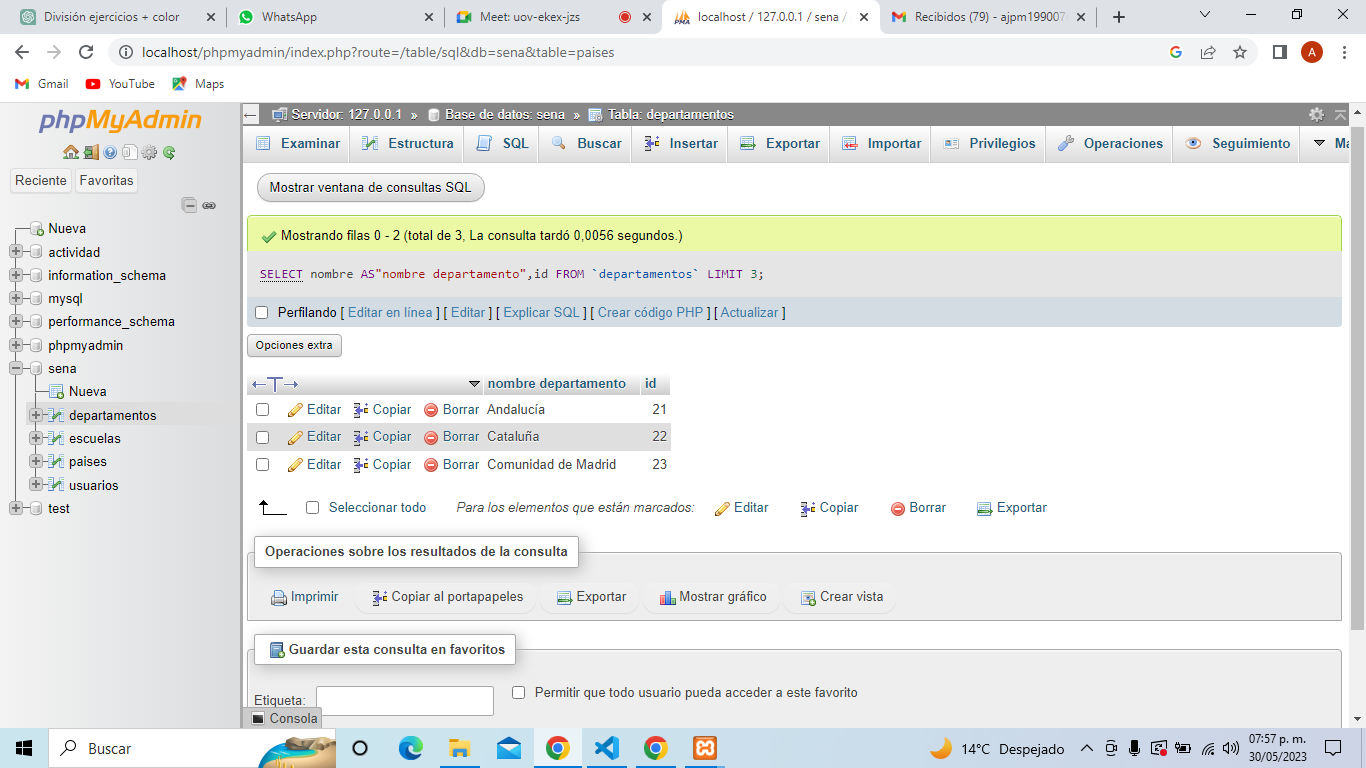 División ejercicios + color
WhatsApp
Meet: uov-ekex-jzs
localhost / 127.0.0.1 / sena /
Recibidos (79) - ajpm199007
localhost/phpmyadmin/index.php?route=/table/sql&db=sena&table=paises
A
Gmail YouTube Maps
phpMyAdmin
Reciente Favoritas
Nueva
actividad
information_schema
mysql
performance_schema
phpmyadmin
sena
Nueva
departamentos
escuelas
paises
usuarios
test
Servidor: 127.0.0.1 » Base de datos: sena » Tabla: departamentos
Examinar Estructura SQL Buscar Insertar Exportar Importar Privilegios Operaciones Seguimiento Ma
Mostrar ventana de consultas SQL
Mostrando filas 0 - 2 (total de 3, La consulta tardó 0,0056 segundos.)
SELECT nombre AS"nombre departamento",id FROM `departamentos` LIMIT 3;
Perfilando [ Editar en línea ] [ Editar ] [ Explicar SQL ] [ Crear código PHP ] [ Actualizar ]
Opciones extra
nombre departamento id
Editar Copiar Borrar Andalucía 21
Editar Copiar Borrar Cataluña 22
Editar Copiar Borrar Comunidad de Madrid 23
Seleccionar todo Para los elementos que están marcados: Editar Copiar Borrar Exportar
Operaciones sobre los resultados de la consulta
Imprimir Copiar al portapapeles Exportar Mostrar gráfico Crear vista
Guardar esta consulta en favoritos
Etiqueta: Permitir que todo usuario pueda acceder a este favorito
Consola
Buscar
14°C Despejado
07:57 p. m.
30/05/2023